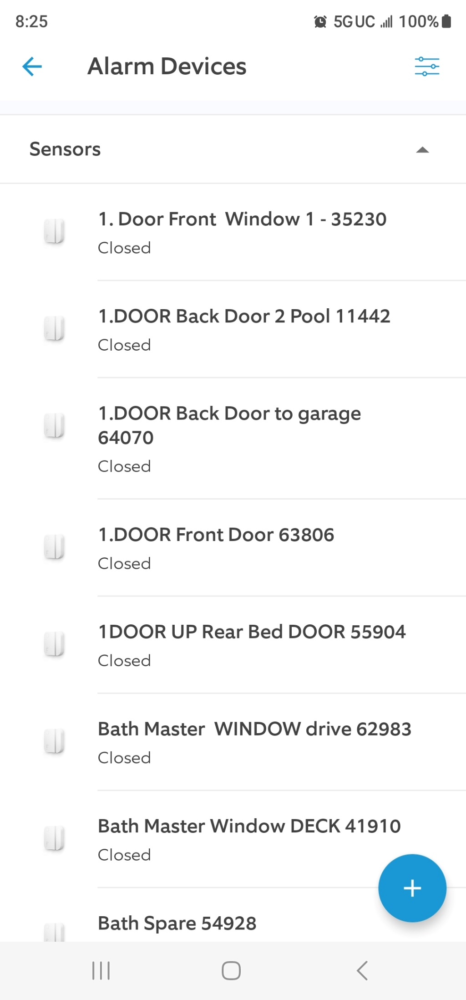 8:25 5G UC 100%
Alarm Devices
Sensors
1. Door Front  Window 1 - 35230
Closed
1.DOOR Back Door 2 Pool 11442
Closed
1.DOOR Back Door to garage
64070
Closed
1.DOOR Front Door 63806
Closed
1DOOR UP Rear Bed DOOR 55904
Closed
Bath Master  WINDOW drive 62983
Closed
Bath Master Window DECK 41910
Closed
Bath Spare 54928